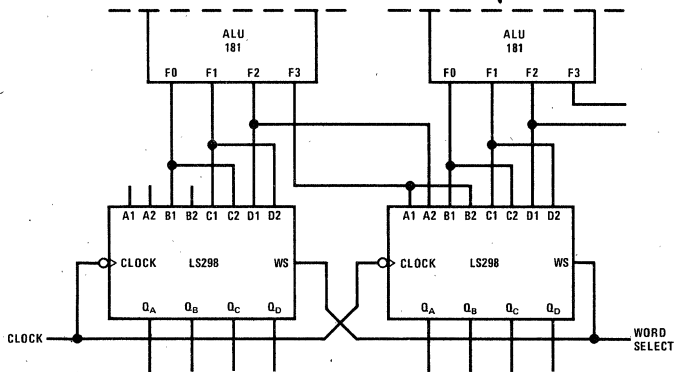 ALU
181
F0 F1 F2 F3
ALU
181
F0 F1 F2 F3
A1 A2 B1 B2 C1 C2 D1 D2
A1 A2 B1 B2 C1 C2 D1 D2
CLOCK LS298 WS
CLOCK LS298 WS
QA QB QC QD
QA QB QC QD
CLOCK
WORD
SELECT